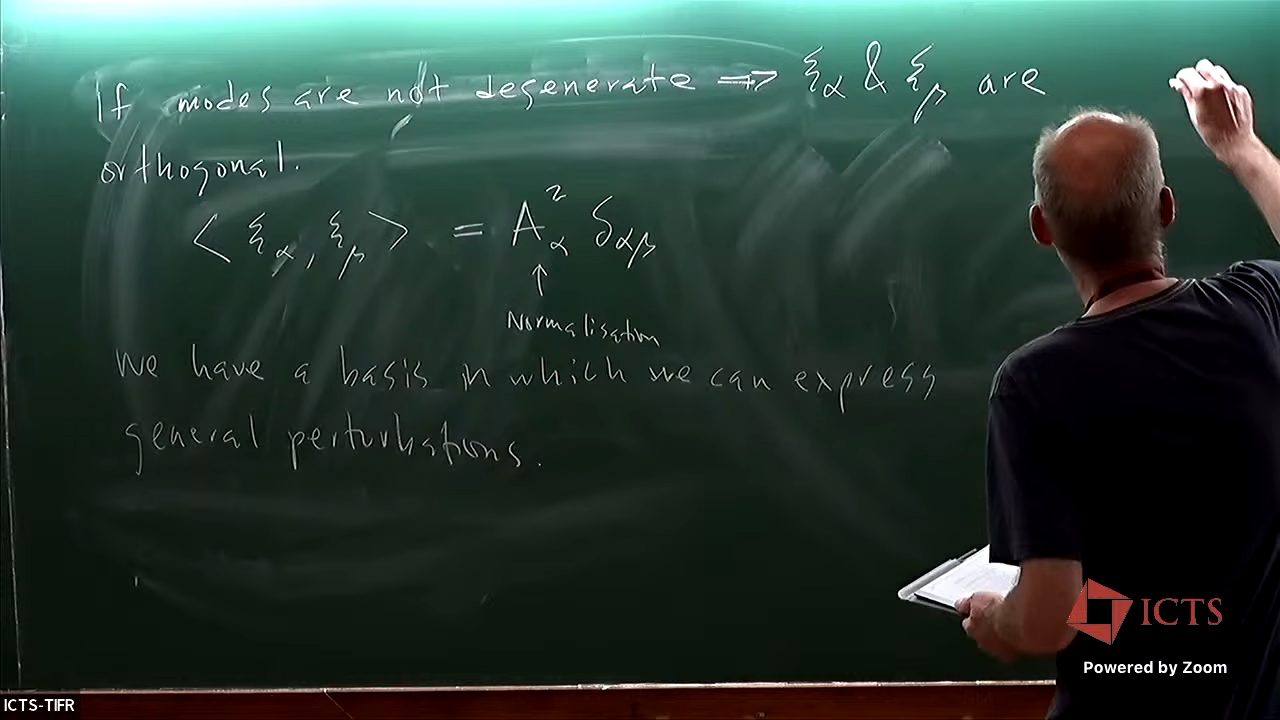 If modes are not degenerate ⟹ ξα & ξβ are
orthogonal.
< ξα, ξβ > = Aα² δαβ
↑
Normalisation
We have a basis in which we can express
general perturbations.
ICTS
Powered by Zoom
ICTS-TIFR